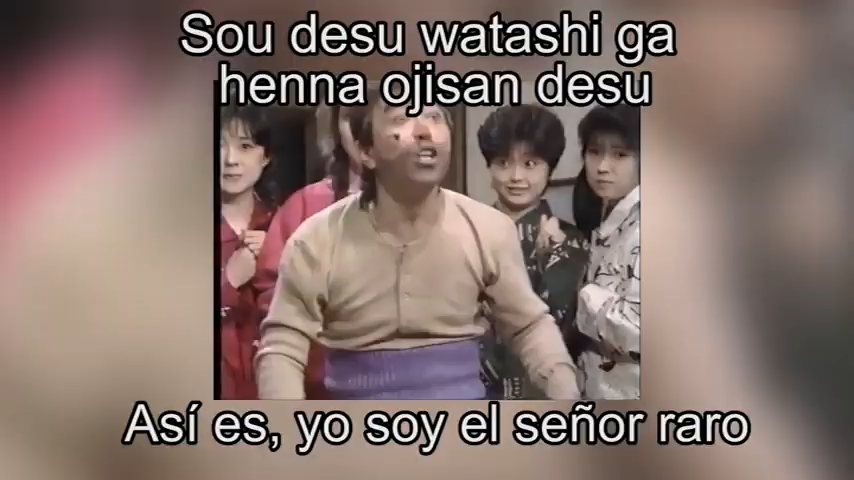 Sou desu watashi ga
henna ojisan desu
Así es, yo soy el señor raro